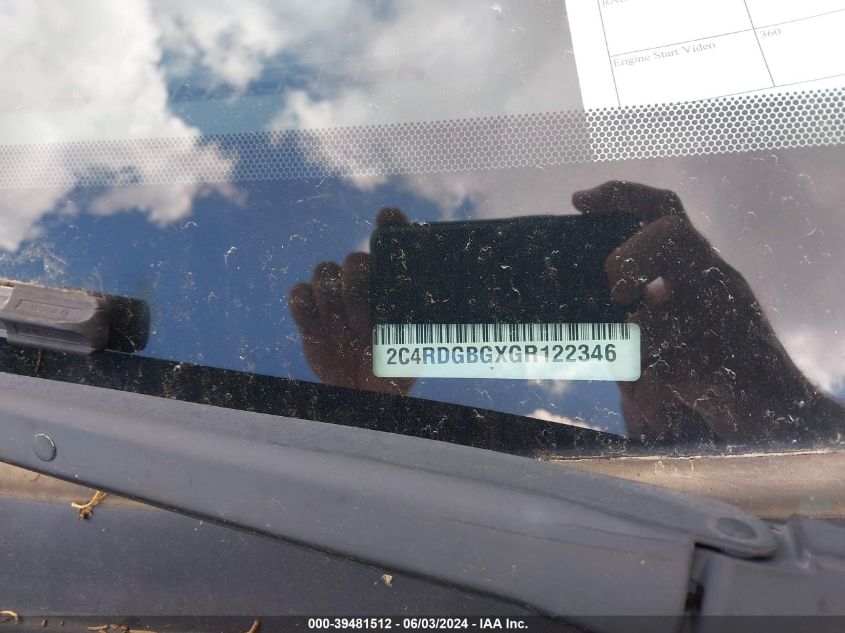 Engine Start Video
360
2C4RDGBGXGR122346
000-39481512 - 06/03/2024 - IAA Inc.